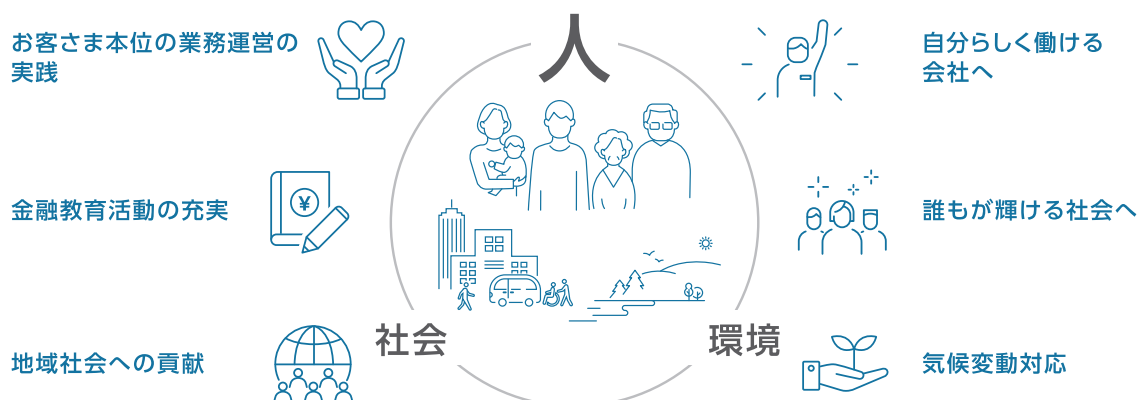 人
お客さま本位の業務運営の
実践
自分らしく働ける
会社へ
金融教育活動の充実
¥
誰もが輝ける社会へ
社会
環境
地域社会への貢献
気候変動対応